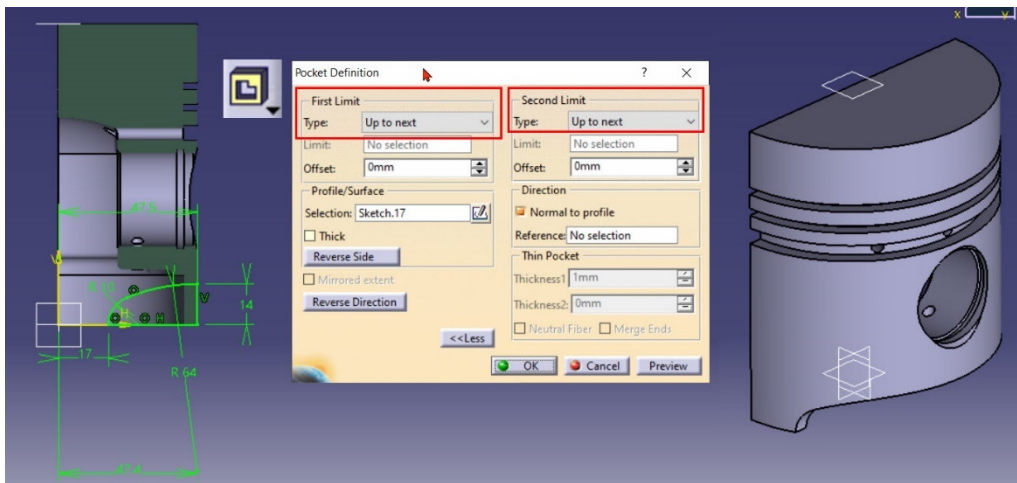 x y
Pocket Definition ? ×
First Limit
Type: Up to next
Limit: No selection
Offset: 0mm
Profile/Surface
Selection: Sketch.17
Thick
Reverse Side
Mirrored extent
Reverse Direction
<<Less
Second Limit
Type: Up to next
Limit: No selection
Offset: 0mm
Direction
Normal to profile
Reference: No selection
Thin Pocket
Thickness1 1mm
Thickness2: 0mm
Neutral Fiber Merge Ends
OK Cancel Preview
V
V
14
H
H
17
R 64